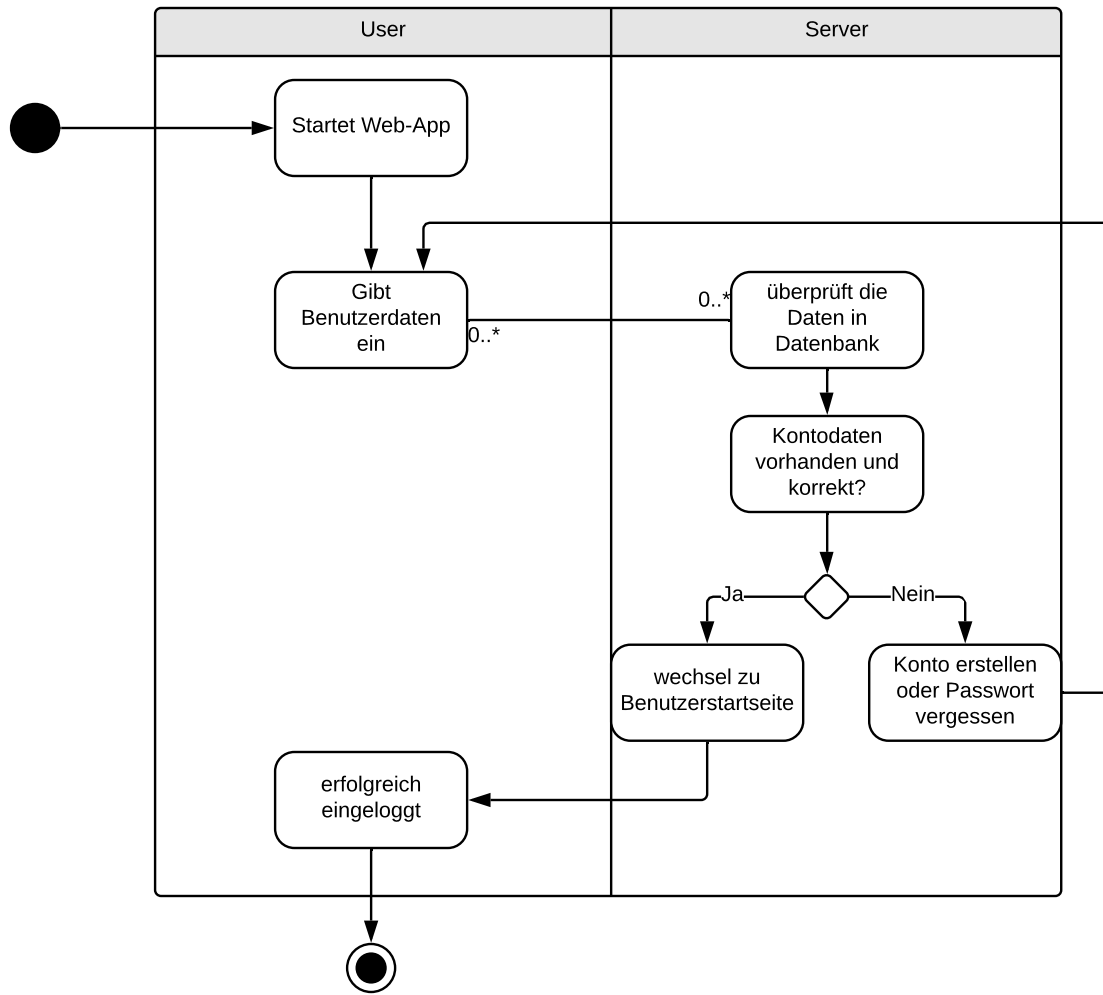 User
Server
Startet Web-App
Gibt
Benutzerdaten
ein
0..*
0..*
überprüft die
Daten in
Datenbank
Kontodaten
vorhanden und
korrekt?
Ja
Nein
wechsel zu
Benutzerstartseite
Konto erstellen
oder Passwort
vergessen
erfolgreich
eingeloggt